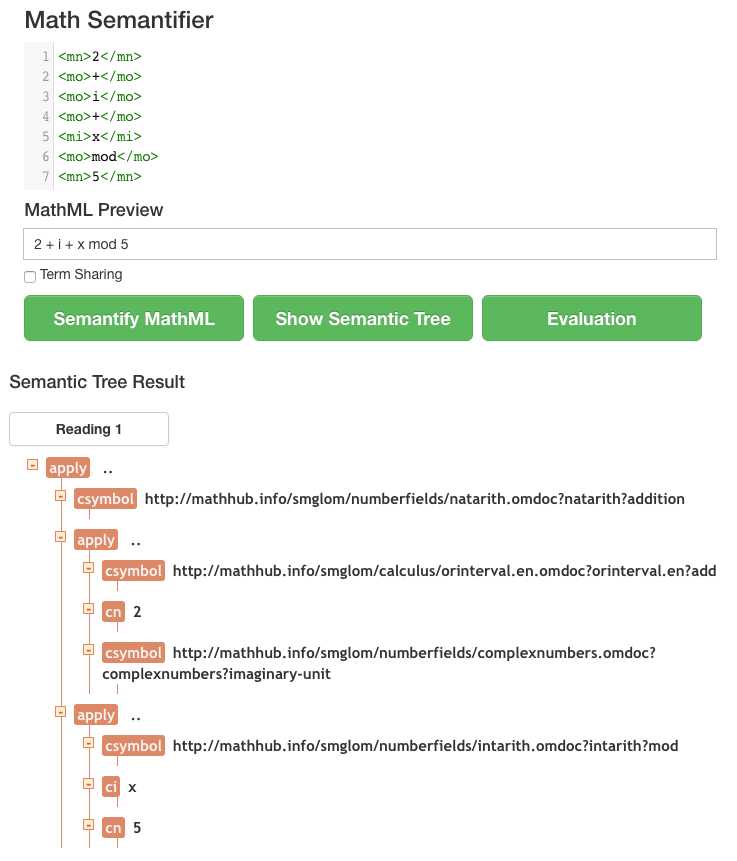 Math Semantifier
1 <mn>2</mn>
2 <mo>+</mo>
3 <mo>i</mo>
4 <mo>+</mo>
5 <mi>x</mi>
6 <mo>mod</mo>
7 <mn>5</mn>
MathML Preview
2 + i + x mod 5
Term Sharing
Semantify MathML Show Semantic Tree Evaluation
Semantic Tree Result
Reading 1
apply ..
csymbol http://mathhub.info/smglom/numberfields/natarith.omdoc?natarith?addition
apply ..
csymbol http://mathhub.info/smglom/calculus/orinterval.en.omdoc?orinterval.en?add
cn 2
csymbol http://mathhub.info/smglom/numberfields/complexnumbers.omdoc?
complexnumbers?imaginary-unit
apply ..
csymbol http://mathhub.info/smglom/numberfields/intarith.omdoc?intarith?mod
ci x
cn 5